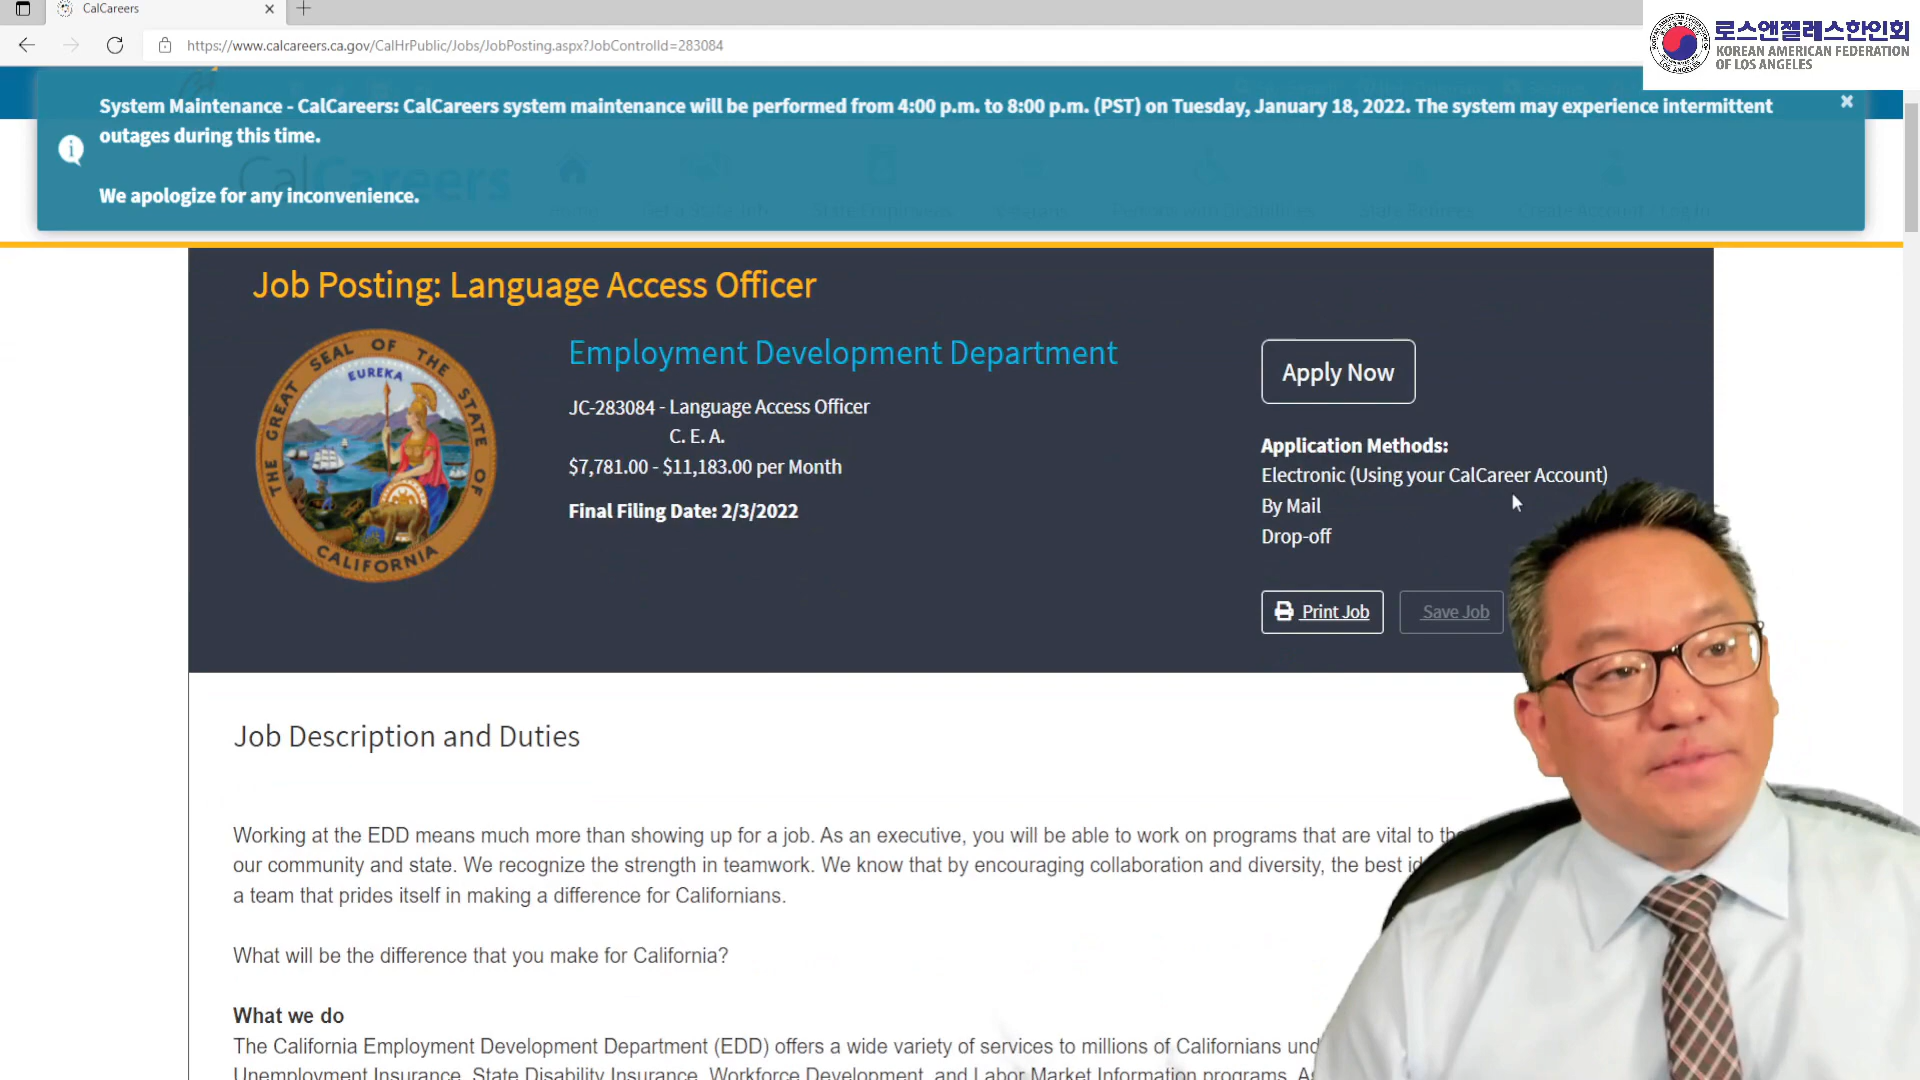 CalCareers
https://www.calcareers.ca.gov/CalHrPublic/Jobs/JobPosting.aspx?JobControlId=283084
로스앤젤레스한인회
KOREAN AMERICAN FEDERATION
OF LOS ANGELES
System Maintenance - CalCareers: CalCareers system maintenance will be performed from 4:00 p.m. to 8:00 p.m. (PST) on Tuesday, January 18, 2022. The system may experience intermittent
outages during this time.
We apologize for any inconvenience.
CalCareers
Job Posting: Language Access Officer
THE GREAT SEAL OF THE STATE OF CALIFORNIA
EUREKA
Employment Development Department
JC-283084 - Language Access Officer
C. E. A.
$7,781.00 - $11,183.00 per Month
Final Filing Date: 2/3/2022
Apply Now
Application Methods:
Electronic (Using your CalCareer Account)
By Mail
Drop-off
Print Job
Save Job
Job Description and Duties
Working at the EDD means much more than showing up for a job. As an executive, you will be able to work on programs that are vital to
our community and state. We recognize the strength in teamwork. We know that by encouraging collaboration and diversity, the best
a team that prides itself in making a difference for Californians.
What will be the difference that you make for California?
What we do
The California Employment Development Department (EDD) offers a wide variety of services to millions of Californians
Unemployment Insurance, State Disability Insurance, Workforce Development, and Labor Market Information programs.